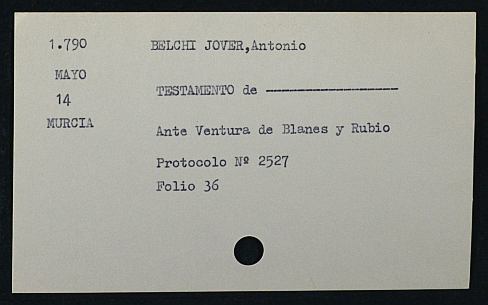 1.790 BELCHI JOVER,Antonio
MAYO
14 TESTAMENTO de --------------------
MURCIA
Ante Ventura de Blanes y Rubio
Protocolo Nº 2527
Folio 36